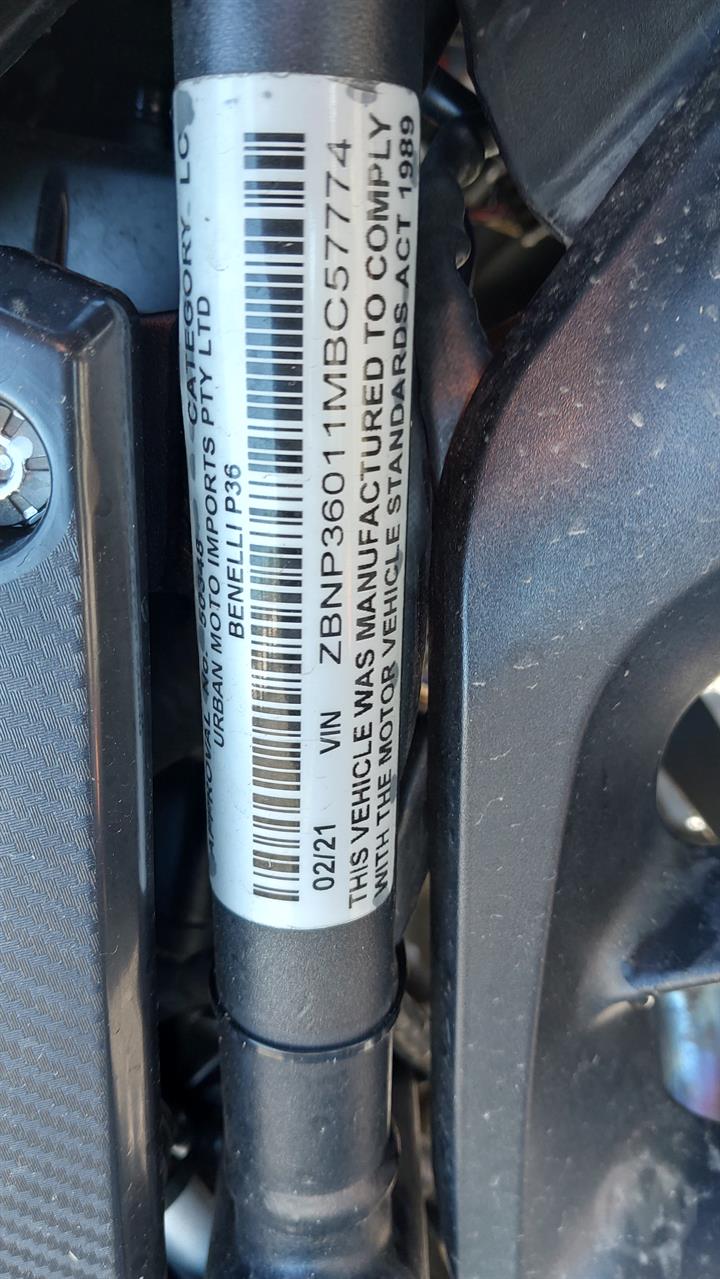 APPROVAL No. 56348 CATEGORY LC
URBAN MOTO IMPORTS PTY LTD
BENELLI P36
02/21 VIN ZBNP36011MBC57774
THIS VEHICLE WAS MANUFACTURED TO COMPLY
WITH THE MOTOR VEHICLE STANDARDS ACT 1989